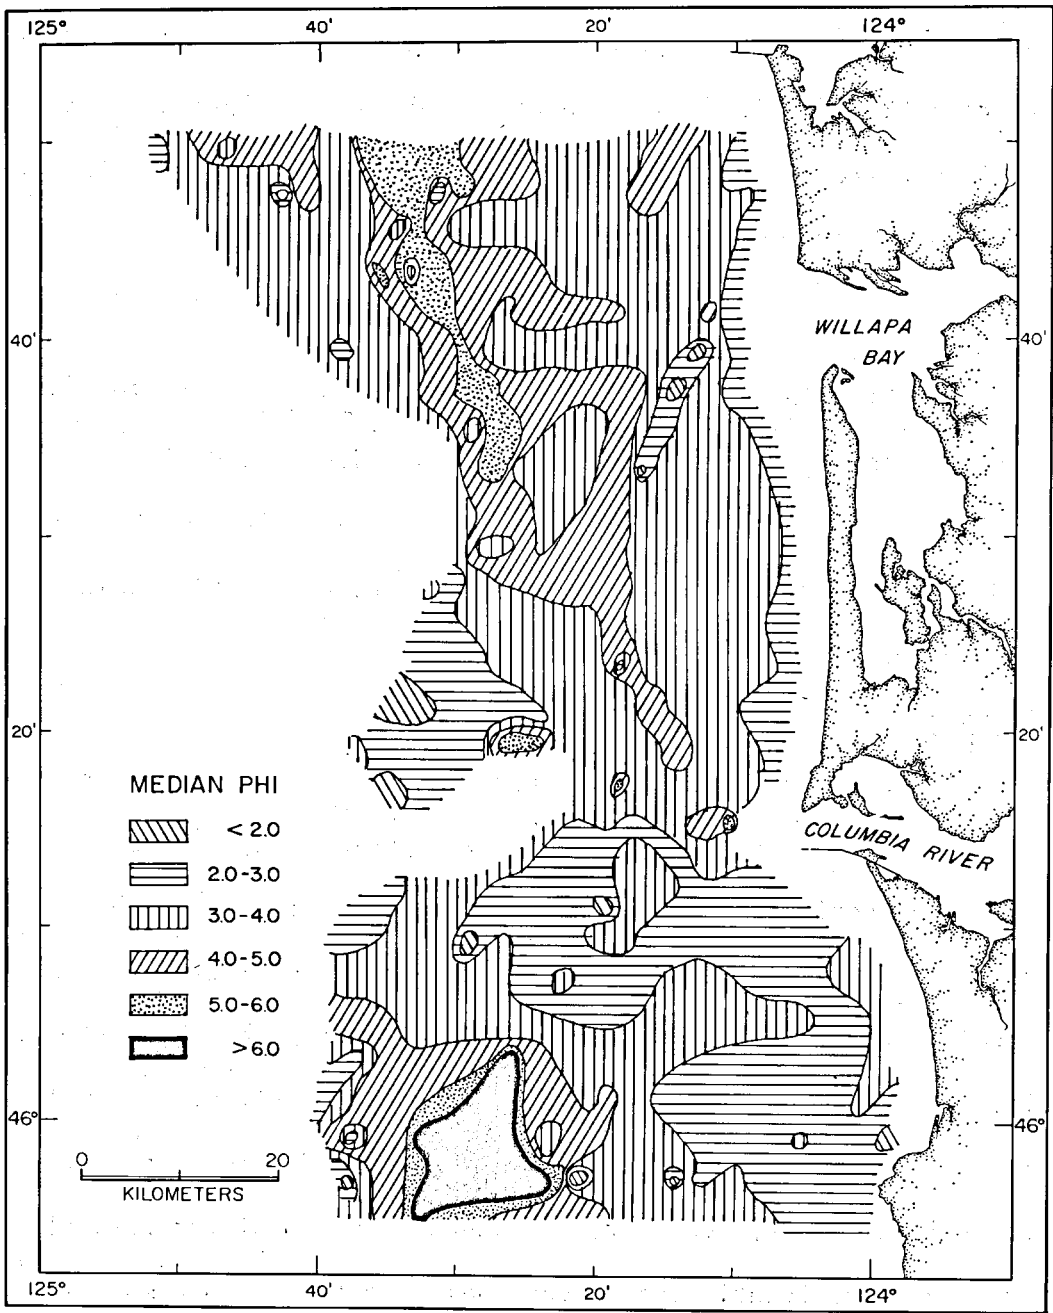 125° 40' 20' 124°
WILLAPA
BAY
40' 40'
20' 20'
MEDIAN PHI
< 2.0
2.0-3.0
3.0-4.0
4.0-5.0
5.0-6.0
>6.0
COLUMBIA RIVER
46° 46°
0 20
KILOMETERS
125° 40' 20' 124°